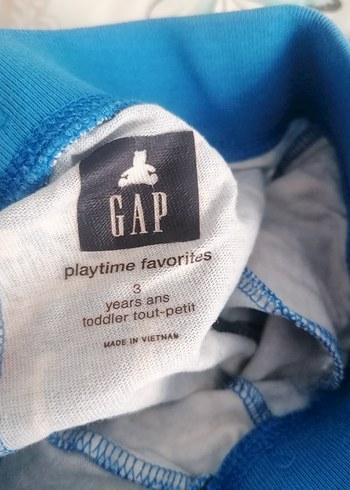 GAP
playtime favorites
3
years ans
toddler tout-petit
MADE IN VIETNAM